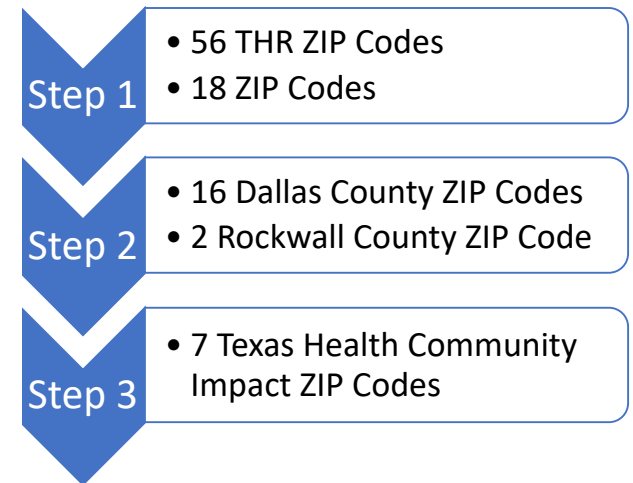 Step 1
• 56 THR ZIP Codes
• 18 ZIP Codes
Step 2
• 16 Dallas County ZIP Codes
• 2 Rockwall County ZIP Code
Step 3
• 7 Texas Health Community
Impact ZIP Codes